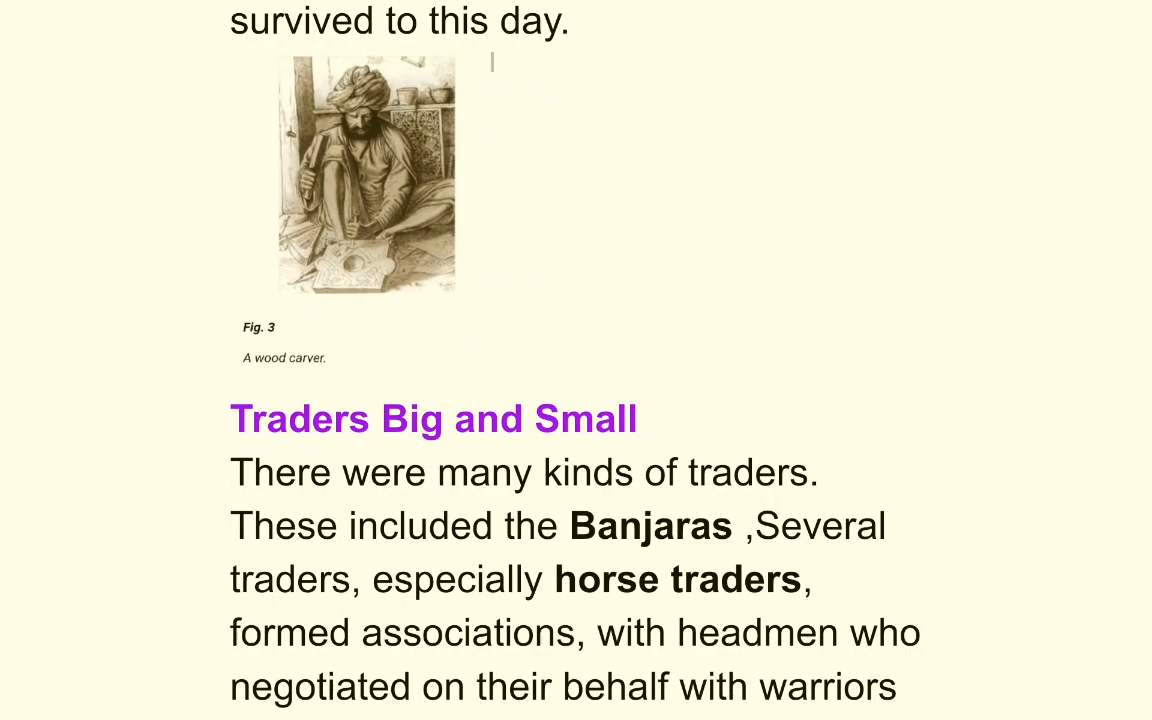 survived to this day.
Fig. 3
A wood carver.
Traders Big and Small
There were many kinds of traders.
These included the Banjaras ,Several
traders, especially horse traders,
formed associations, with headmen who
negotiated on their behalf with warriors